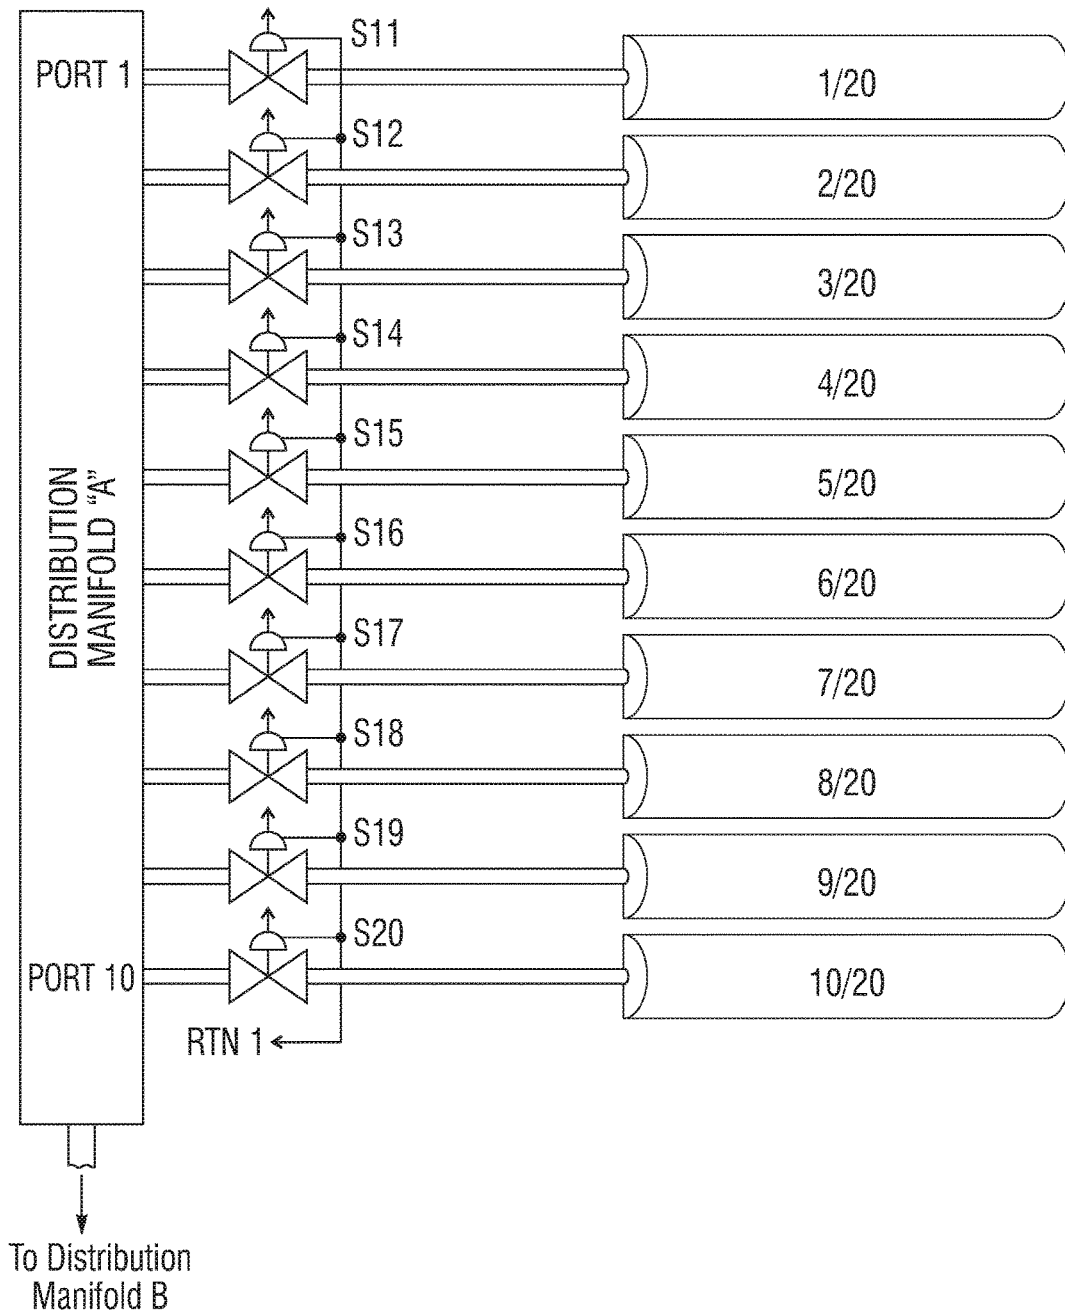 S11
PORT 1
1/20
S12
2/20
S13
3/20
S14
4/20
S15
5/20
DISTRIBUTION
MANIFOLD “A”
S16
6/20
S17
7/20
S18
8/20
S19
9/20
S20
PORT 10
10/20
RTN 1
To Distribution
Manifold B